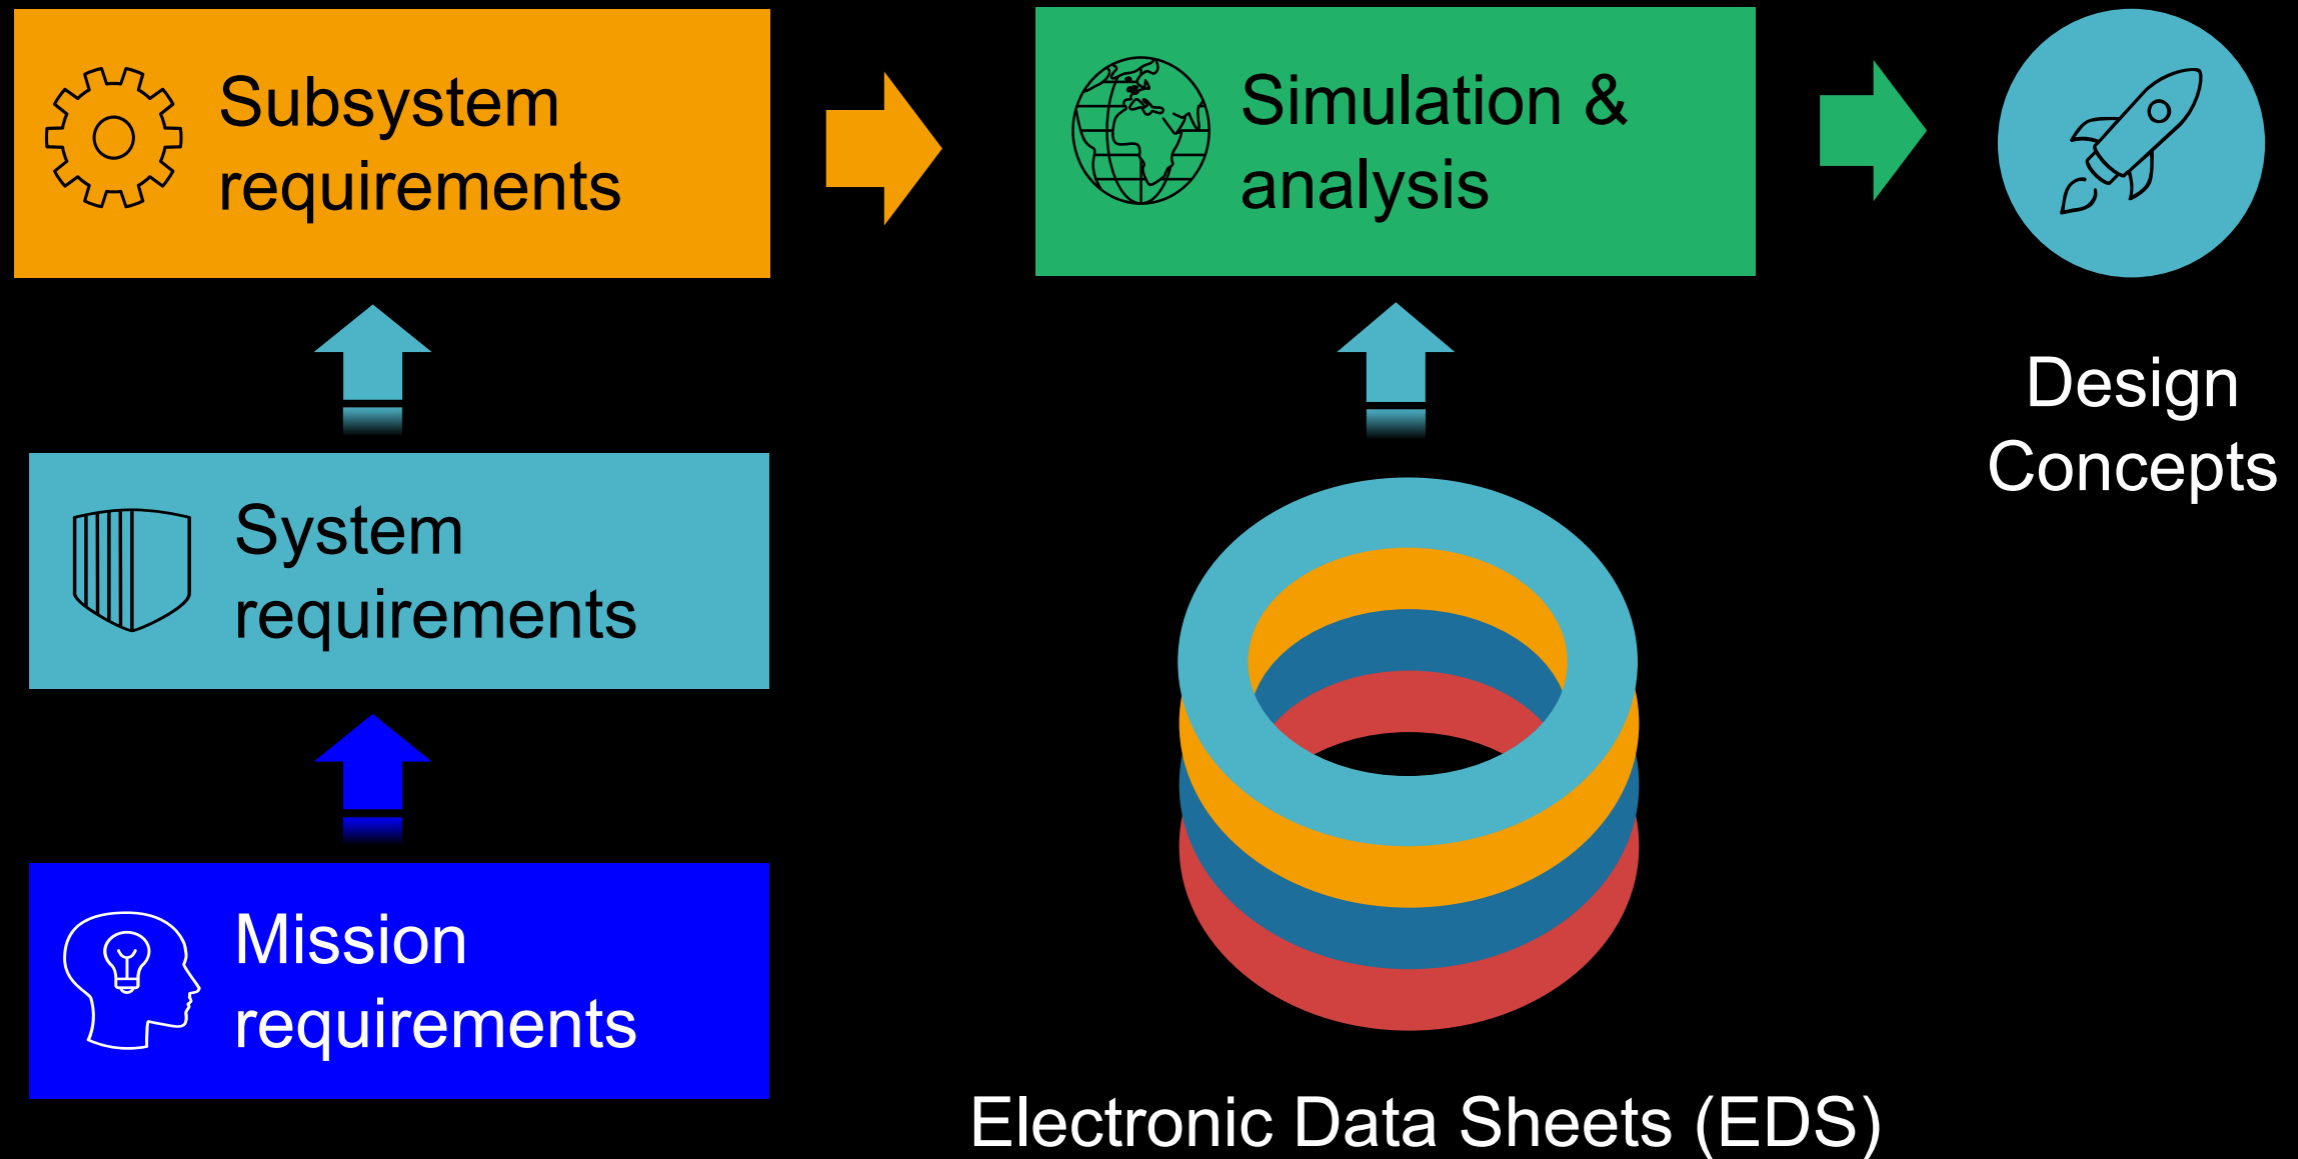 Subsystem
requirements
Simulation &
analysis
Design
Concepts
System
requirements
Mission
requirements
Electronic Data Sheets (EDS)